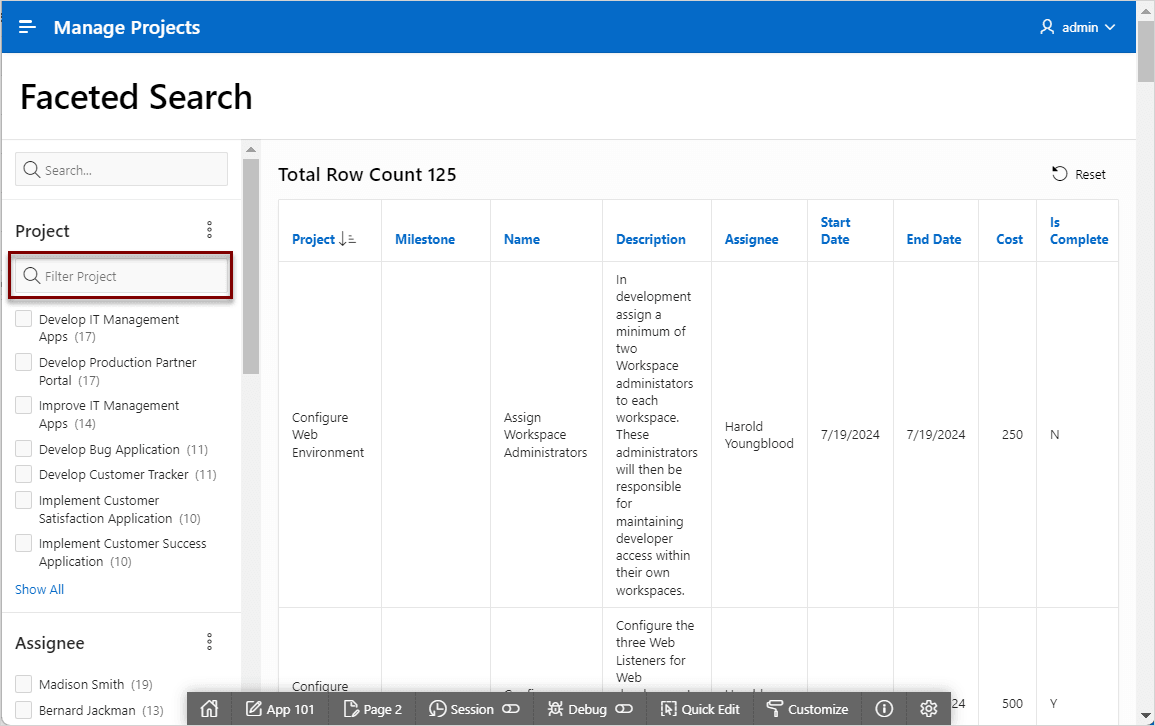 Manage Projects
admin
Faceted Search
Search...
Project
Filter Project
Develop IT Management
Apps (17)
Develop Production Partner
Portal (17)
Improve IT Management
Apps (14)
Develop Bug Application (11)
Develop Customer Tracker (11)
Implement Customer
Satisfaction Application (10)
Implement Customer Success
Application (10)
Show All
Assignee
Madison Smith (19)
Bernard Jackman (13)
Total Row Count 125
Reset
Project
Milestone
Name
Description
Assignee
Start
Date
End Date
Cost
Is
Complete
Configure
Web
Environment
Assign
Workspace
Administrators
In
development
assign a
minimum of
two
Workspace
administators
to each
workspace.
These
administrators
will then be
responsible
for
maintaining
developer
access within
their own
workspaces.
Harold
Youngblood
7/19/2024
7/19/2024
250
N
Configure
Configure the
three Web
Listeners for
Web
24
500
Y
App 101
Page 2
Session
Debug
Quick Edit
Customize